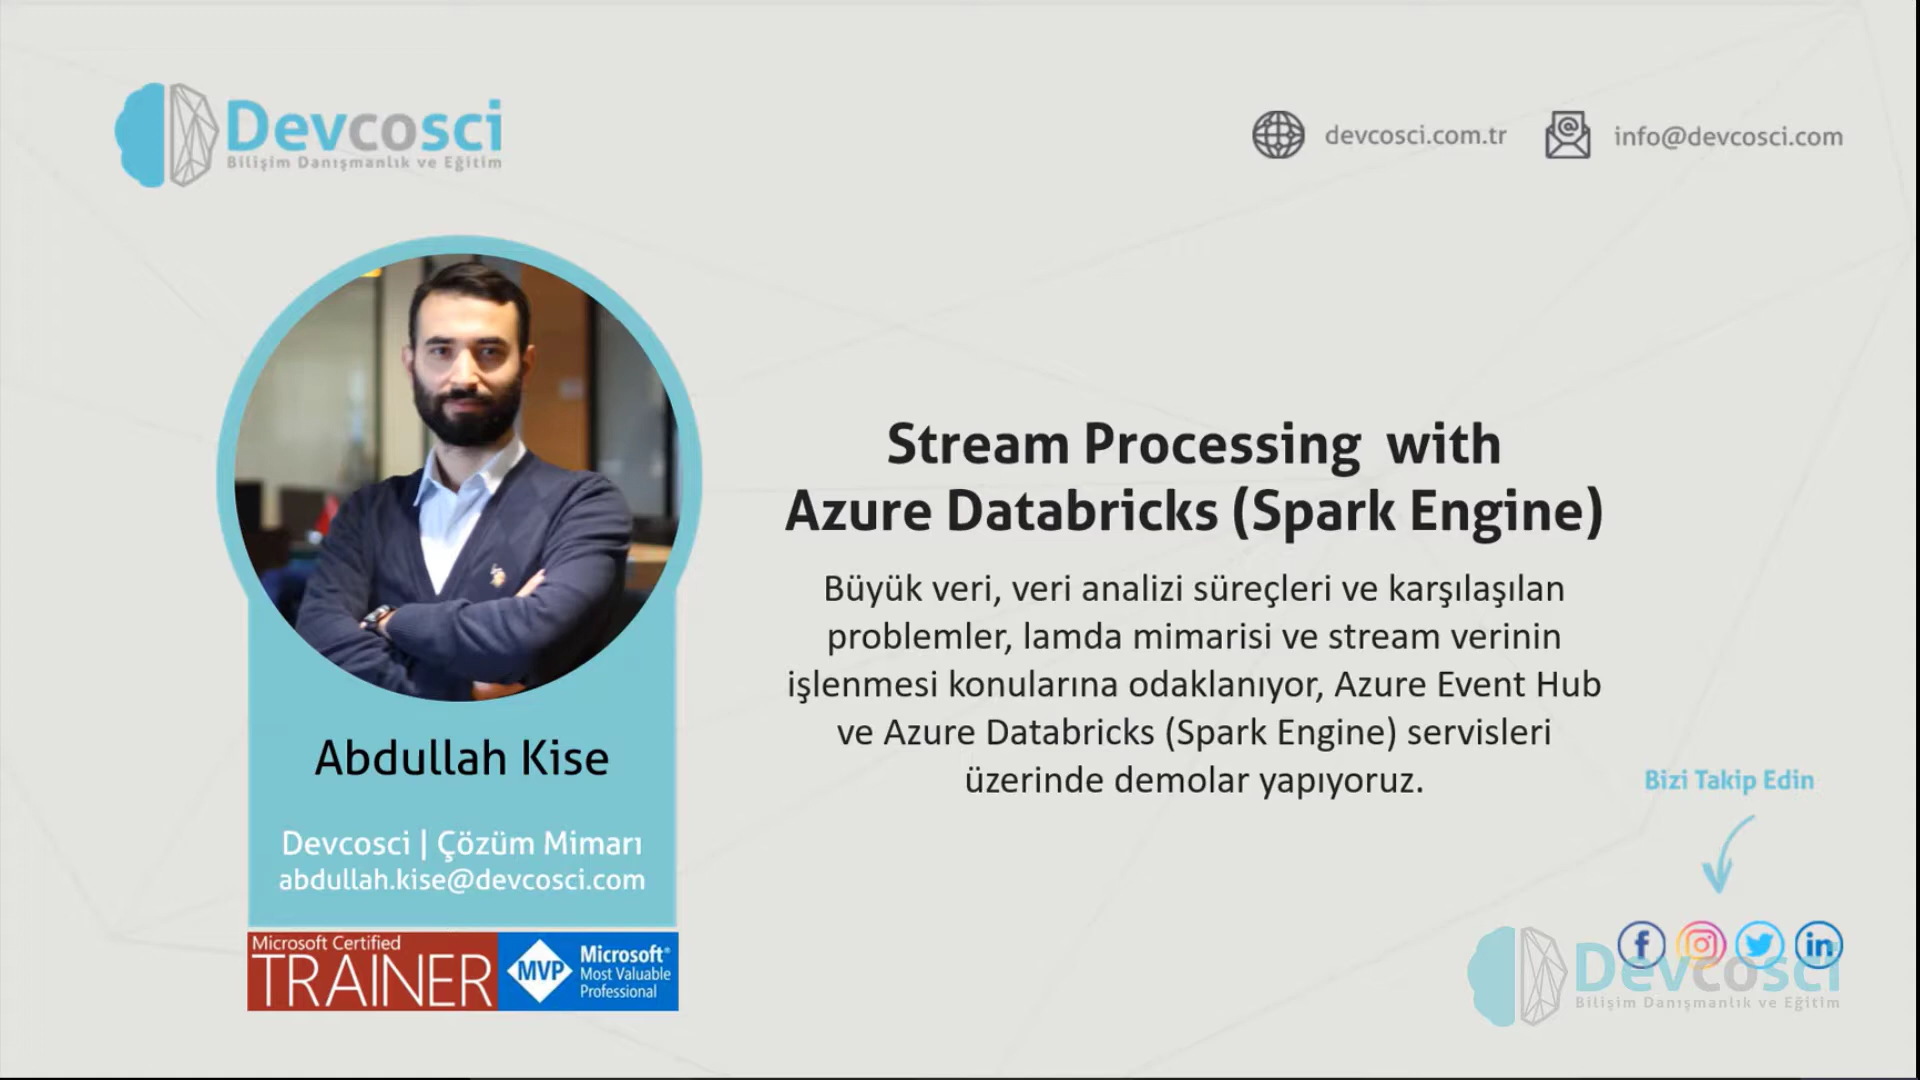 Devcosci
Bilişim Danışmanlık ve Eğitim
devcosci.com.tr
info@devcosci.com
Stream Processing with
Azure Databricks (Spark Engine)
Büyük veri, veri analizi süreçleri ve karşılaşılan
problemler, lamda mimarisi ve stream verinin
işlenmesi konularına odaklanıyor, Azure Event Hub
ve Azure Databricks (Spark Engine) servisleri
üzerinde demolar yapıyoruz.
Abdullah Kise
Devcosci | Çözüm Mimarı
abdullah.kise@devcosci.com
Microsoft Certified
TRAINER
MVP
Microsoft®
Most Valuable
Professional
Bizi Takip Edin
f
in
Devcosci
Bilişim Danışmanlık ve Eğitim